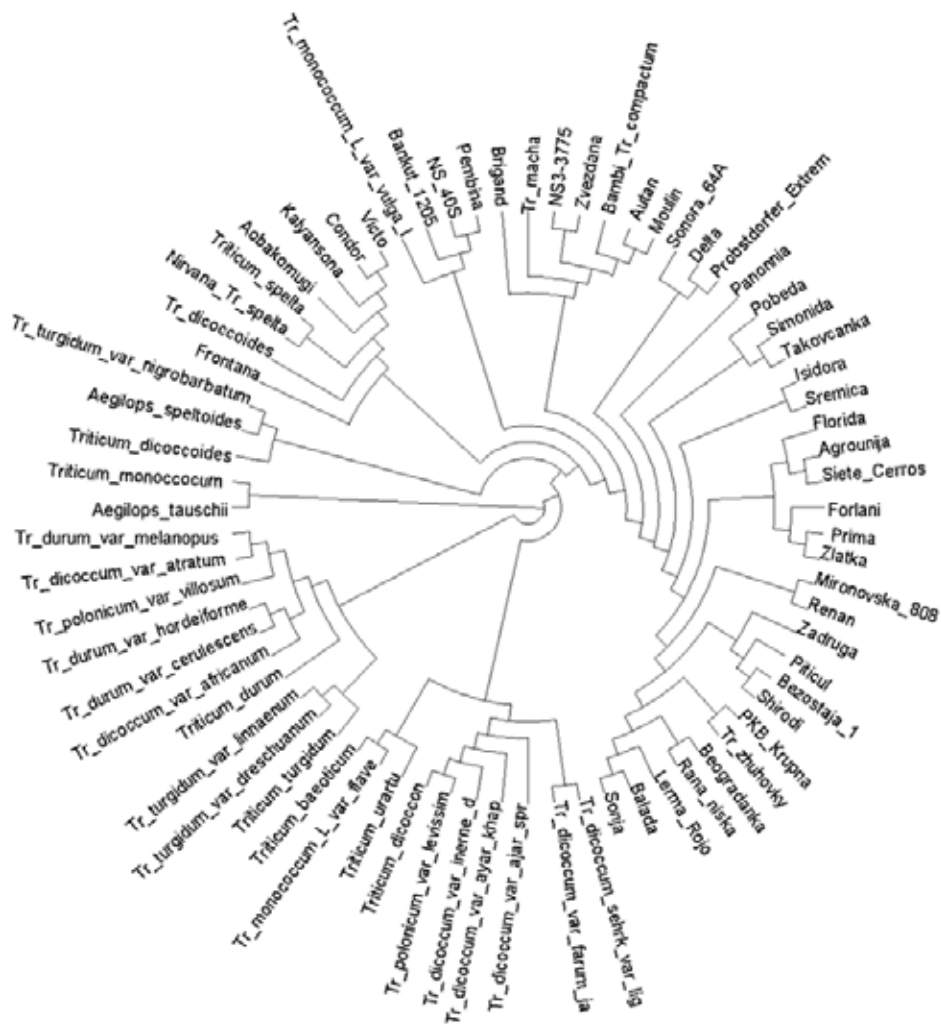 Tr_monococcum_L_var_vulga_I
Bankut_1205
NS_40S
Pembina
Brigand
Tr_macha
NS3-3775
Zvezdana
Bambi_Tr_compactum
Autan
Moulin
Sonora_64A
Delta
Probstdorfer_Extrem
Panonnia
Pobeda
Simonida
Takovcanka
Isidora
Sremica
Florida
Agrounija
Siete_Cerros
Forlani
Prima
Zlatka
Mironovska_808
Renan
Zadruga
Piticul
Bezostaja_1
Shirodi
PKB_Krupna
Tr_zhuhovky
Beogradanka
Rana_niska
Lerma_Rojo
Balada
Sonja
Tr_dicoccum_sehrk_var_lig
Tr_dicoccum_var_farum_ja
Tr_dicoccum_var_ajar_spr
Tr_dicoccum_var_ayar_khap
Tr_dicoccum_var_inerne_d
Tr_polonicum_var_levissim
Triticum_dicoccon
Triticum_urartu
Tr_monococcum_L_var_flave
Triticum_baeoticum
Triticum_turgidum
Tr_turgidum_var_dreschuanum
Tr_turgidum_var_linnaenum
Triticum_durum
Tr_dicoccum_var_africanum
Tr_durum_var_cerulescens
Tr_durum_var_hordeiforme
Tr_polonicum_var_villosum
Tr_dicoccum_var_atratum
Tr_durum_var_melanopus
Aegilops_tauschii
Triticum_monoccocum
Triticum_dicoccoides
Aegilops_speltoides
Tr_turgidum_var_nigrobarbatum
Frontana
Tr_dicoccoides
Nirvana_Tr_spelta
Triticum_spelta
Aobakomugi
Kalyansona
Condor
Victo